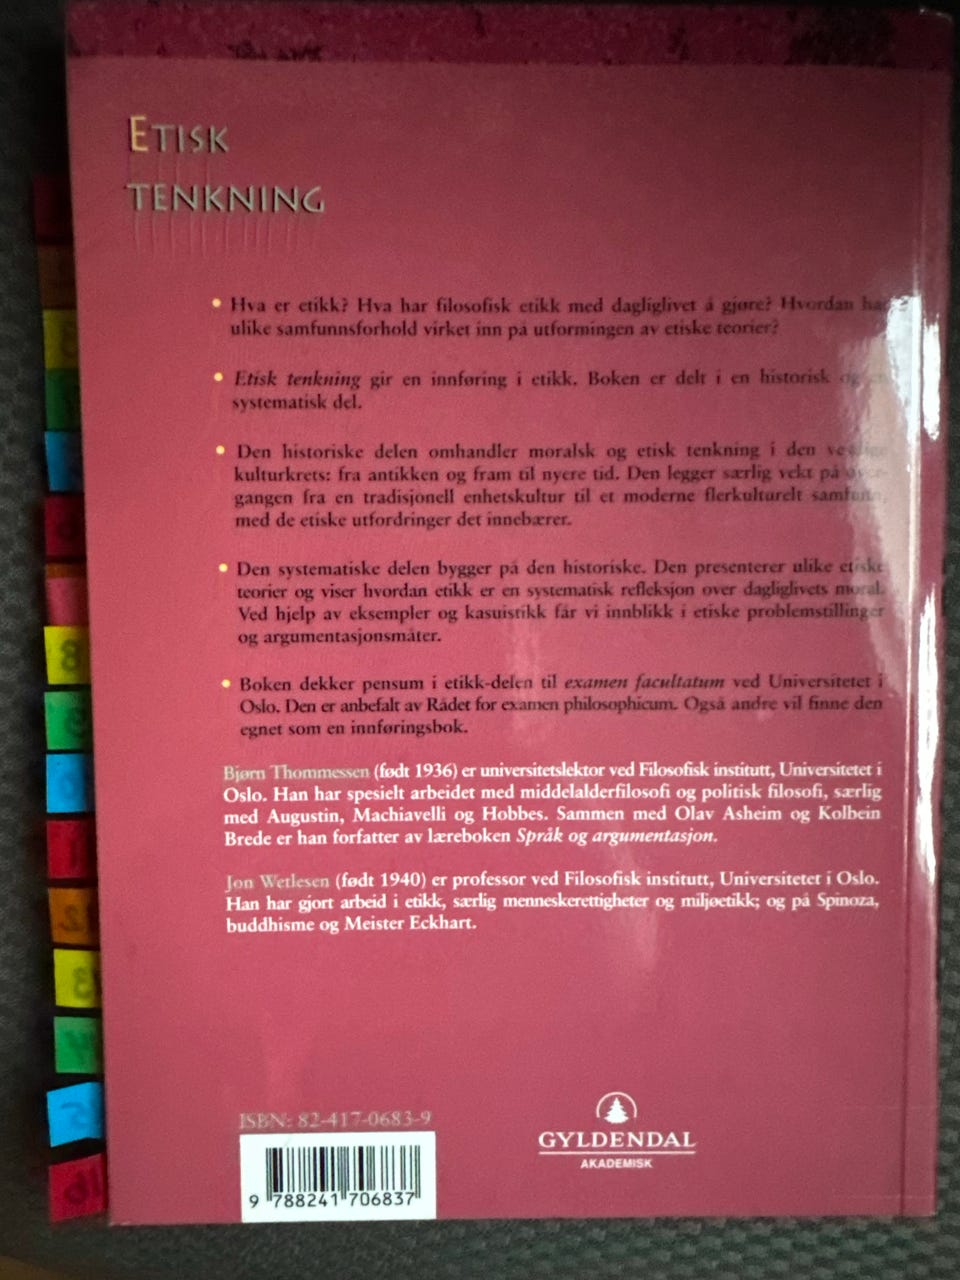 ETISK
TENKNING
• Hva er etikk? Hva har filosofisk etikk med dagliglivet å gjøre? Hvordan har
ulike samfunnsforhold virket inn på utformingen av etiske teorier?
• Etisk tenkning gir en innføring i etikk. Boken er delt i en historisk og en
systematisk del.
• Den historiske delen omhandler moralsk og etisk tenkning i den vestlige
kulturkrets: fra antikken og fram til nyere tid. Den legger særlig vekt på over-
gangen fra en tradisjonell enhetskultur til et moderne flerkulturelt samfunn,
med de etiske utfordringer det innebærer.
• Den systematiske delen bygger på den historiske. Den presenterer ulike etiske
teorier og viser hvordan etikk er en systematisk refleksjon over dagliglivets moral.
Ved hjelp av eksempler og kasuistikk får vi innblikk i etiske problemstillinger
og argumentasjonsmåter.
• Boken dekker pensum i etikk-delen til examen facultatum ved Universitetet i
Oslo. Den er anbefalt av Rådet for examen philosophicum. Også andre vil finne den
egnet som en innføringsbok.
Bjørn Thommessen (født 1936) er universitetslektor ved Filosofisk institutt, Universitetet i
Oslo. Han har spesielt arbeidet med middelalderfilosofi og politisk filosofi, særlig
med Augustin, Machiavelli og Hobbes. Sammen med Olav Asheim og Kolbein
Brede er han forfatter av læreboken Språk og argumentasjon.
Jon Wetlesen (født 1940) er professor ved Filosofisk institutt, Universitetet i Oslo.
Han har gjort arbeid i etikk, særlig menneskerettigheter og miljøetikk; og på Spinoza,
buddhisme og Meister Eckhart.
ISBN: 82-417-0683-9
9 788241 706837
GYLDENDAL
AKADEMISK
8
12
13
14
15
16